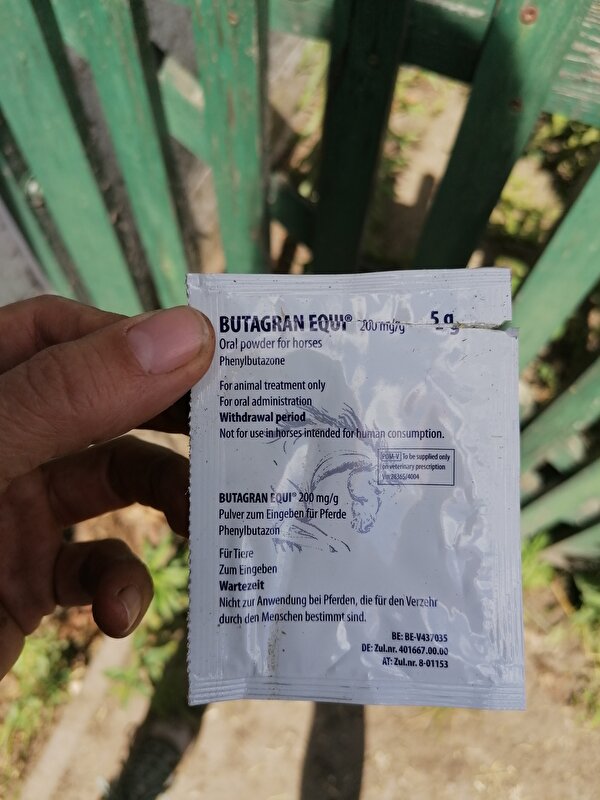 BUTAGRAN EQUI® 200 mg/g 5 g
Oral powder for horses
Phenylbutazone
For animal treatment only
For oral administration
Withdrawal period
Not for use in horses intended for human consumption.
POM-V To be supplied only
on veterinary prescription
Vm 28365/4004
BUTAGRAN EQUI® 200 mg/g
Pulver zum Eingeben für Pferde
Phenylbutazon
Für Tiere
Zum Eingeben
Wartezeit
Nicht zur Anwendung bei Pferden, die für den Verzehr
durch den Menschen bestimmt sind.
BE: BE-V437035
DE: Zul.nr. 401667.00.00
AT: Zul.nr. 8-01153